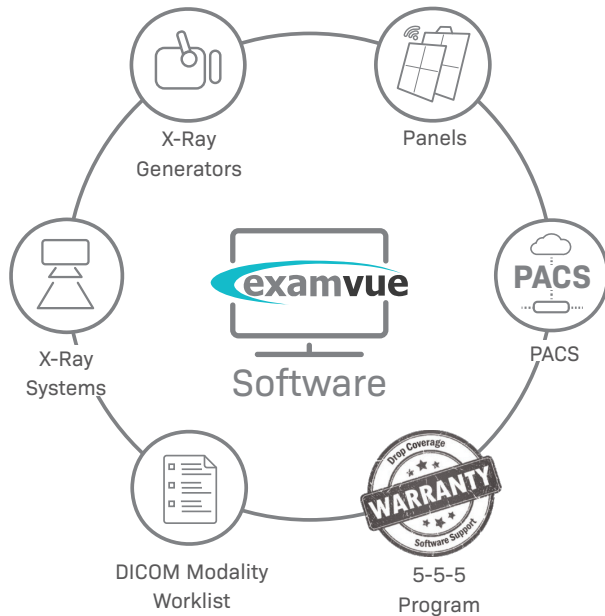 X-Ray
Generators
Panels
examvue
Software
PACS
PACS
X-Ray
Systems
DICOM Modality
Worklist
Drop Coverage
WARRANTY
Software Support
5-5-5
Program